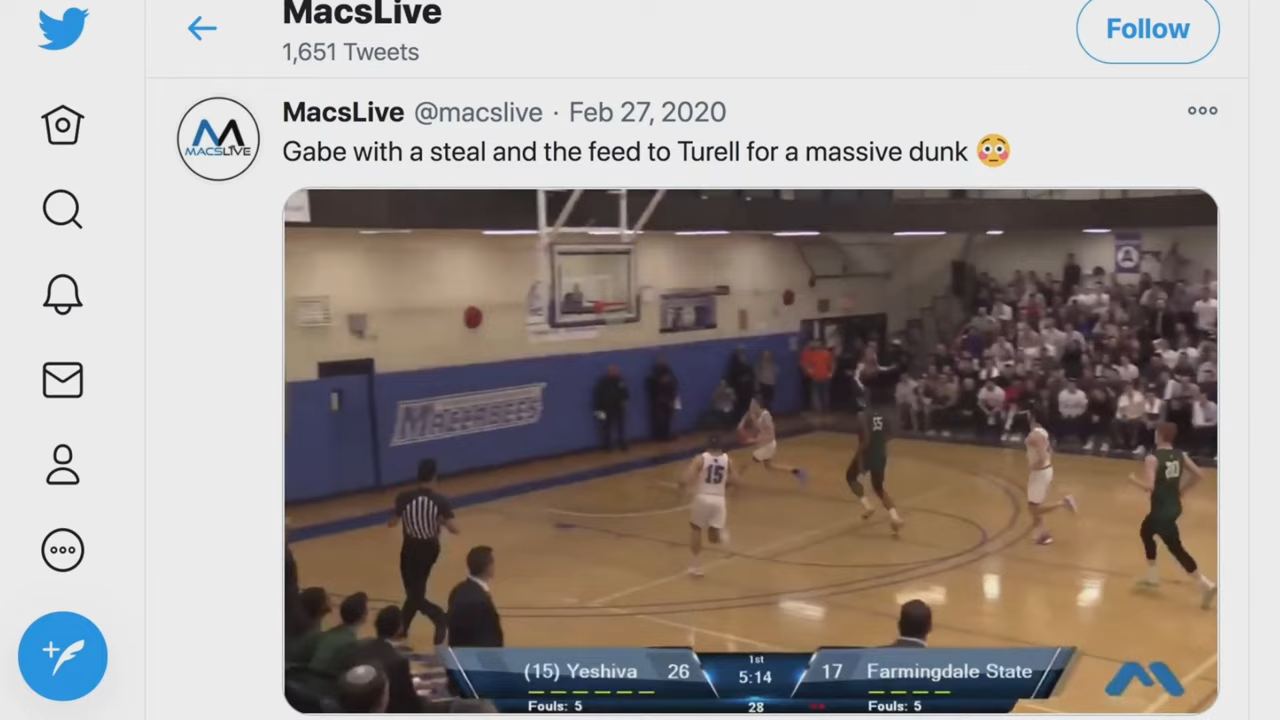 MacsLive
1,651 Tweets
Follow
MacsLive @macslive · Feb 27, 2020
Gabe with a steal and the feed to Turell for a massive dunk 😳
MACSLIVE
MACCABEES
55
15
20
(15) Yeshiva 26 1st 5:14 17 Farmingdale State
Fouls: 5 28 Fouls: 5